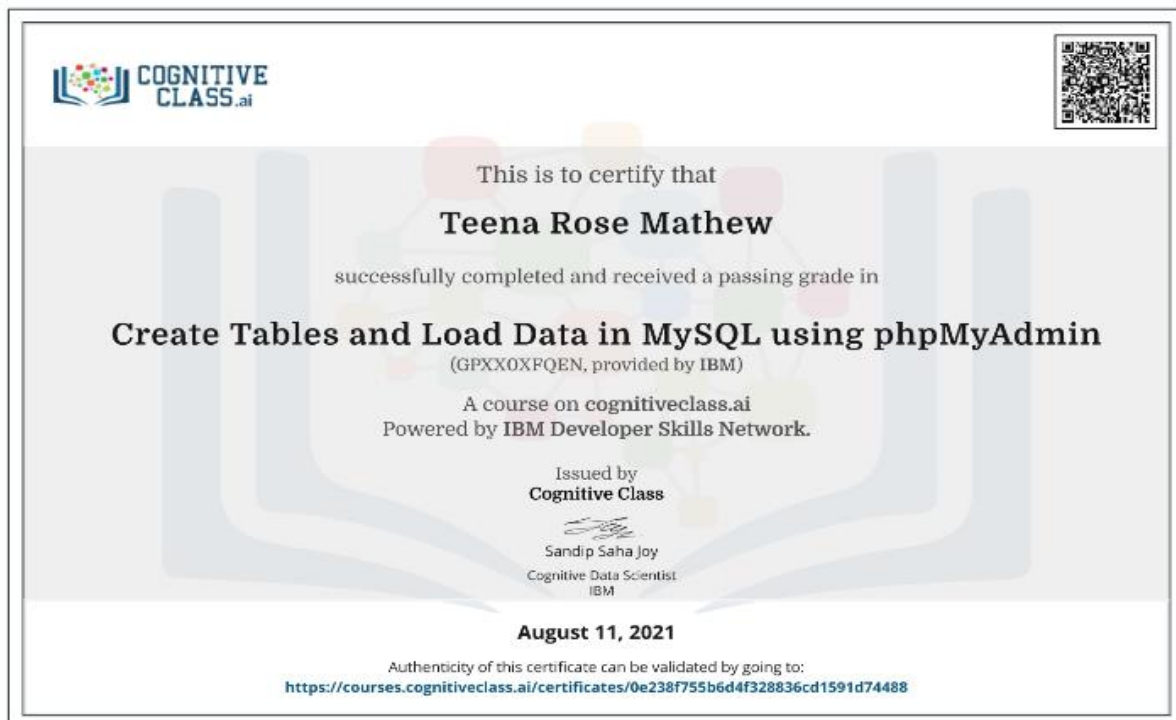 COGNITIVE
CLASS.ai
This is to certify that
Teena Rose Mathew
successfully completed and received a passing grade in
Create Tables and Load Data in MySQL using phpMyAdmin
(GPXX0XFQEN, provided by IBM)
A course on cognitiveclass.ai
Powered by IBM Developer Skills Network.
Issued by
Cognitive Class
Sandip Saha Joy
Cognitive Data Scientist
IBM
August 11, 2021
Authenticity of this certificate can be validated by going to:
https://courses.cognitiveclass.ai/certificates/0e238f755b6d4f328836cd1591d74488